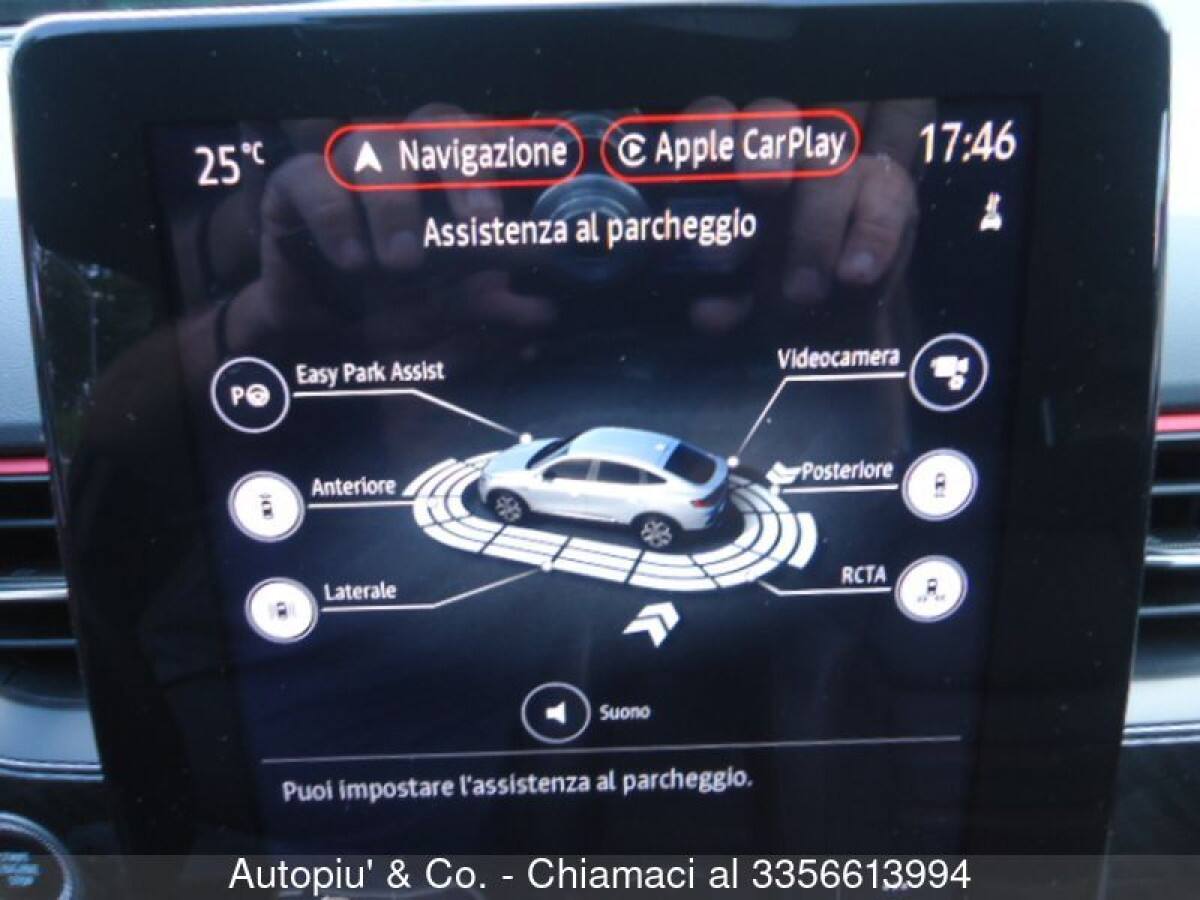 25°C Navigazione Apple CarPlay 17:46
Assistenza al parcheggio
Easy Park Assist Videocamera
P
Anteriore Posteriore
Laterale RCTA
Suono
Puoi impostare l'assistenza al parcheggio.
Autopiu' & Co. - Chiamaci al 3356613994